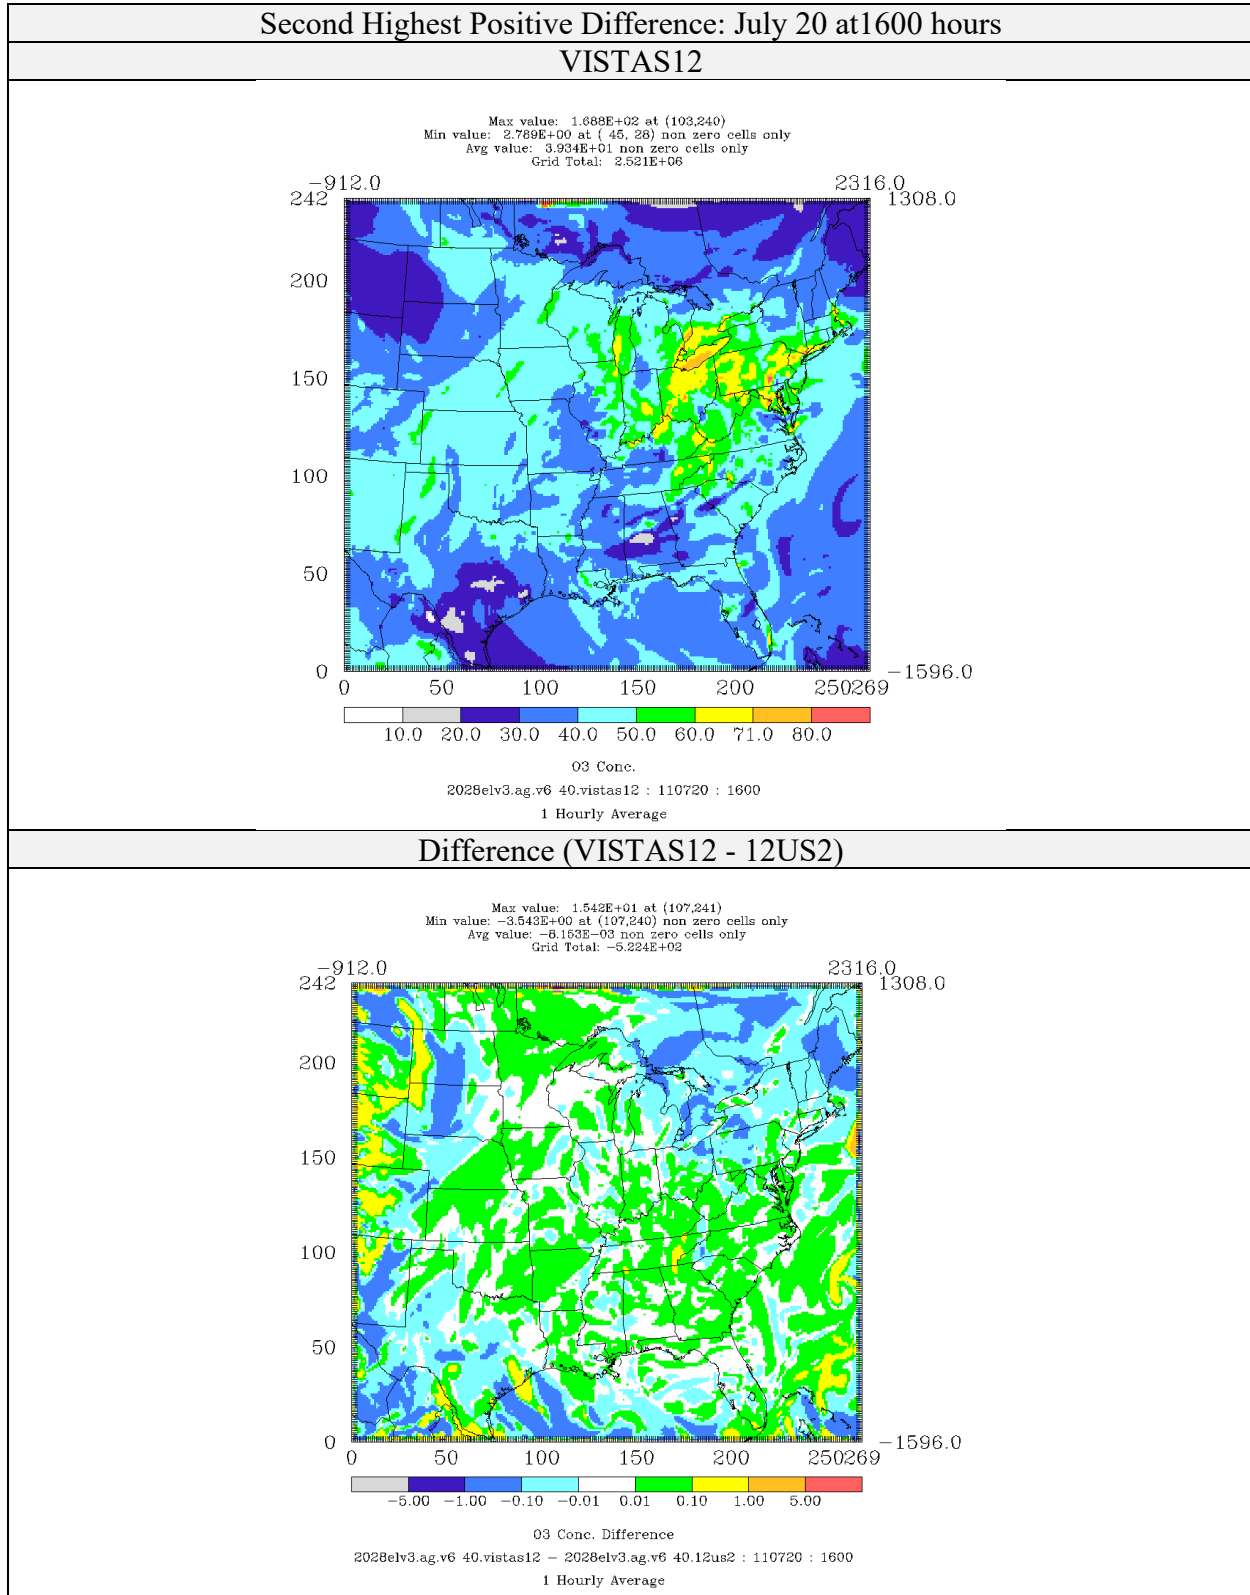 Second Highest Positive Difference: July 20 at1600 hours
VISTAS12
Max value: 1.688E+02 at (103,240)
Min value: 2.789E+00 at ( 45, 28) non zero cells only
Avg value: 3.934E+01 non zero cells only
Grid Total: 2.521E+06
-912.0 2316.0
242 1308.0
200
150
100
50
0 -1596.0
0 50 100 150 200 250269
10.0 20.0 30.0 40.0 50.0 60.0 71.0 80.0
O3 Conc.
2028elv3.ag.v6 40.vistas12 : 110720 : 1600
1 Hourly Average
Difference (VISTAS12 - 12US2)
Max value: 1.542E+01 at (107,241)
Min value: -3.543E+00 at (107,240) non zero cells only
Avg value: -8.153E-03 non zero cells only
Grid Total: -5.224E+02
-912.0 2316.0
242 1308.0
200
150
100
50
0 -1596.0
0 50 100 150 200 250269
-5.00 -1.00 -0.10 -0.01 0.01 0.10 1.00 5.00
O3 Conc. Difference
2028elv3.ag.v6 40.vistas12 - 2028elv3.ag.v6 40.12us2 : 110720 : 1600
1 Hourly Average